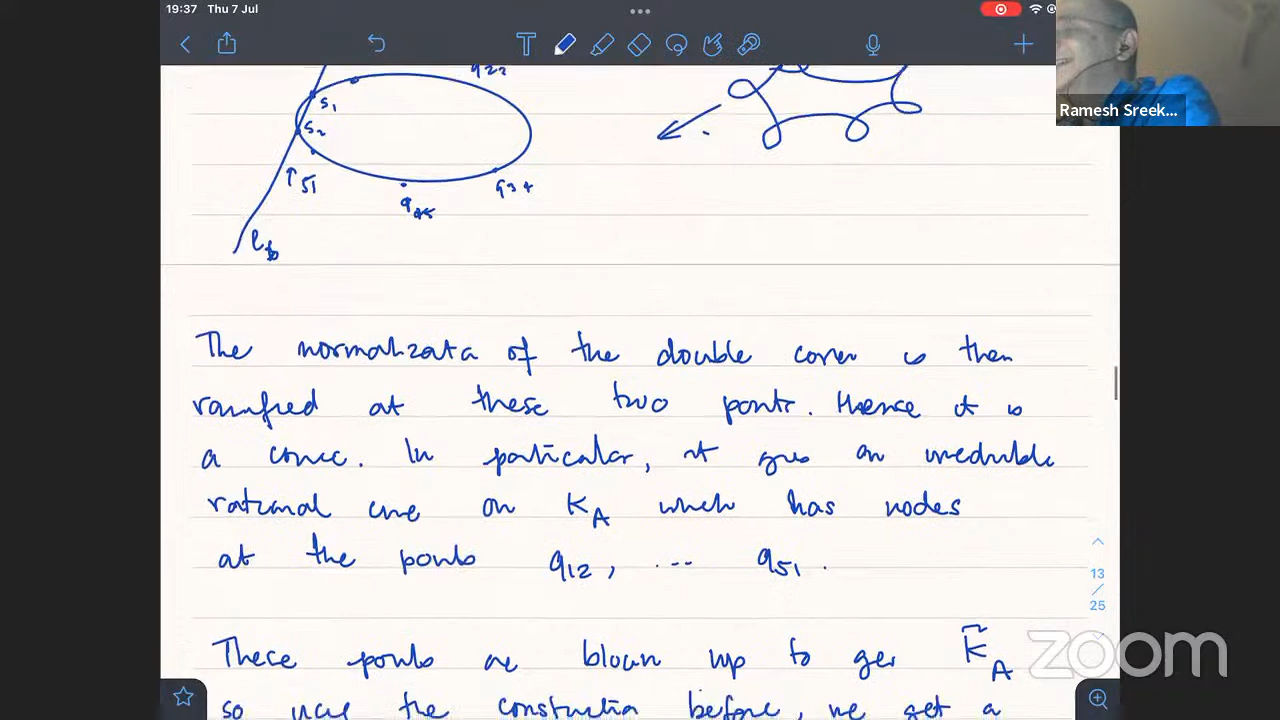 19:37 Thu 7 Jul
Ramesh Sreek...
q23
s1
s2
51
q45
q34
The normalizata of the double cover is then
ramified at these two points. Hence it is
a conic. In particular, it gives an irreducible
rational curve on KA which has nodes
at the points q12, ... q51.
13
/
25
These points are blown up to get K̃A
so using the construction before, we get a
zoom